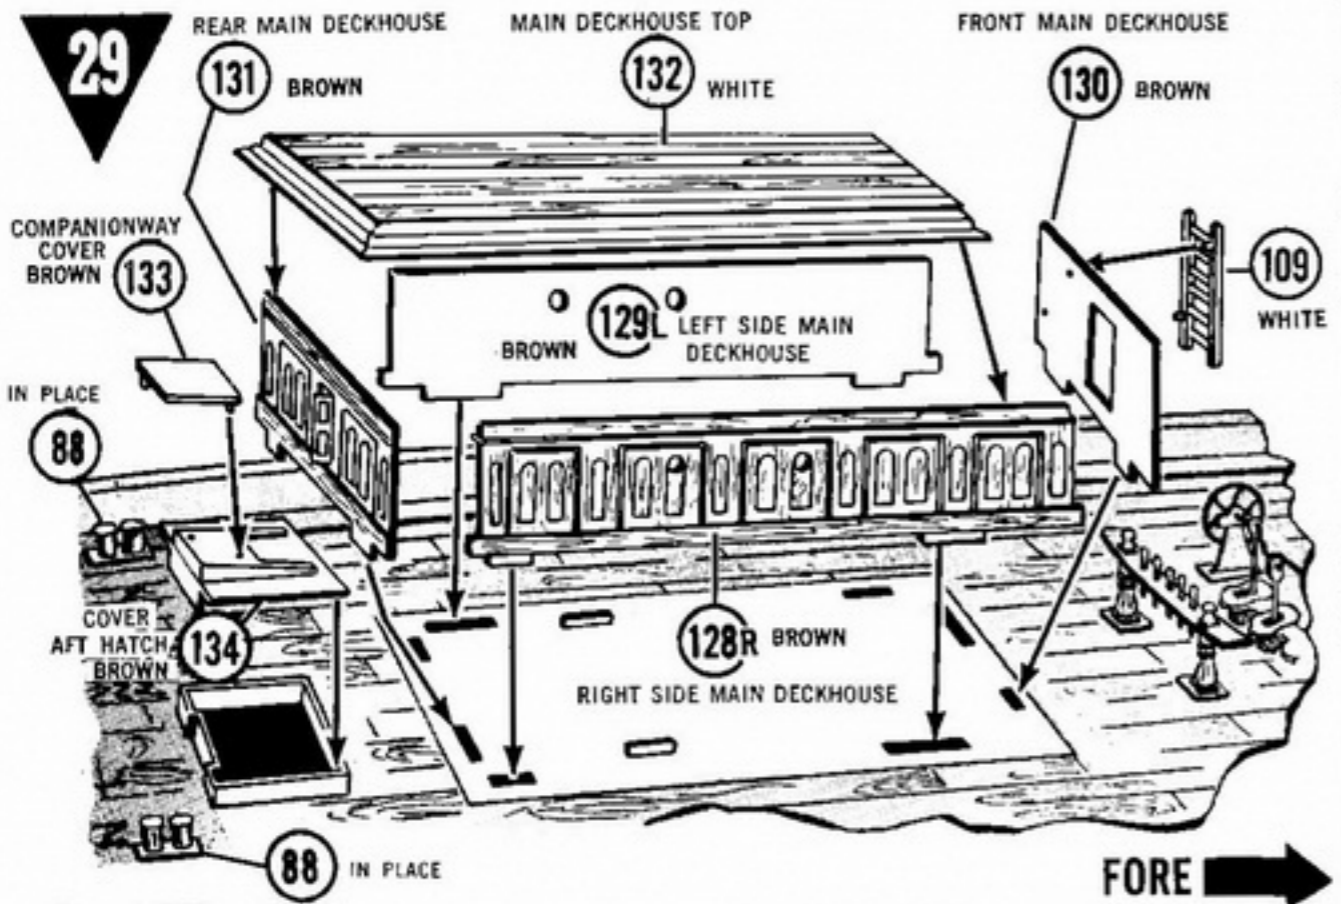 29
REAR MAIN DECKHOUSE
131 BROWN
MAIN DECKHOUSE TOP
132 WHITE
FRONT MAIN DECKHOUSE
130 BROWN
COMPANIONWAY
COVER
BROWN 133
109
WHITE
129L LEFT SIDE MAIN
BROWN DECKHOUSE
IN PLACE
88
COVER
AFT HATCH
BROWN 134
128R BROWN
RIGHT SIDE MAIN DECKHOUSE
88 IN PLACE
FORE